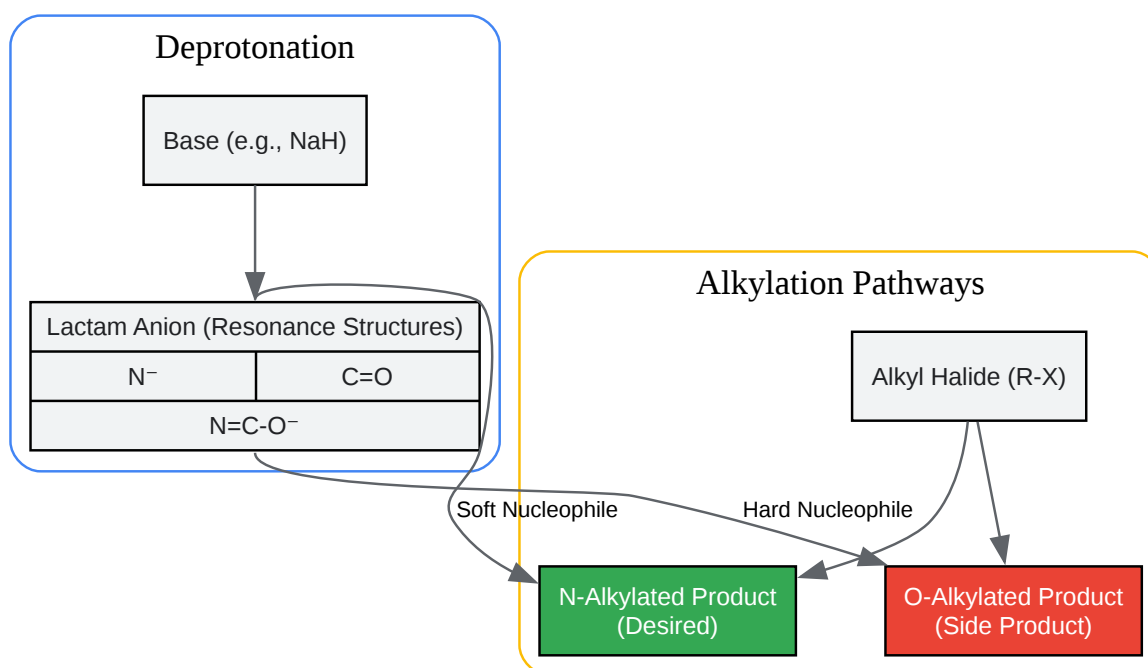 Deprotonation
Base (e.g., NaH)
Lactam Anion (Resonance Structures)
N⁻
C=O
N=C-O⁻
Alkylation Pathways
Alkyl Halide (R-X)
Soft Nucleophile
Hard Nucleophile
N-Alkylated Product
(Desired)
O-Alkylated Product
(Side Product)